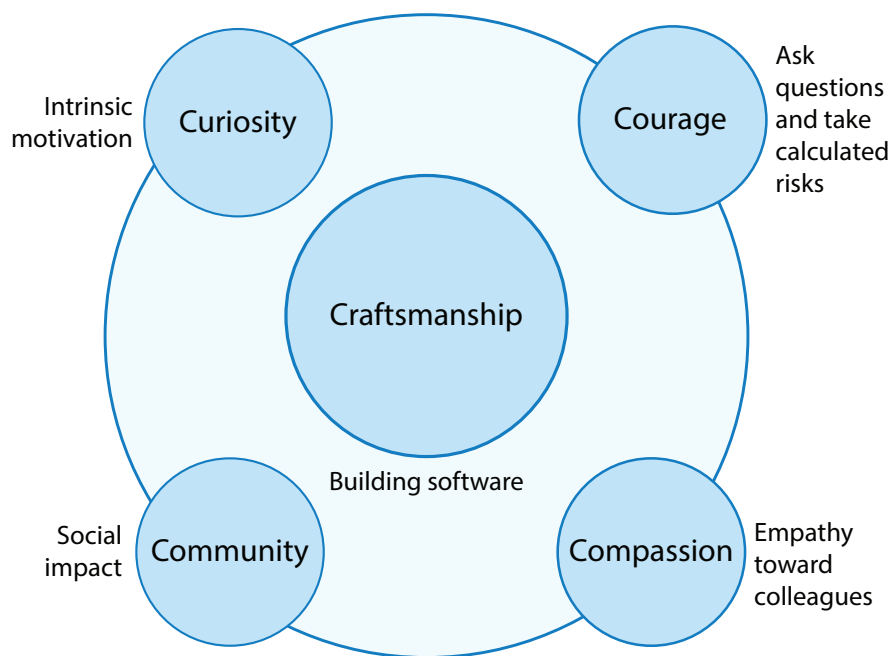 Intrinsic
motivation
Curiosity
Courage
Ask
questions
and take
calculated
risks
Craftsmanship
Building software
Social
impact
Community
Compassion
Empathy
toward
colleagues